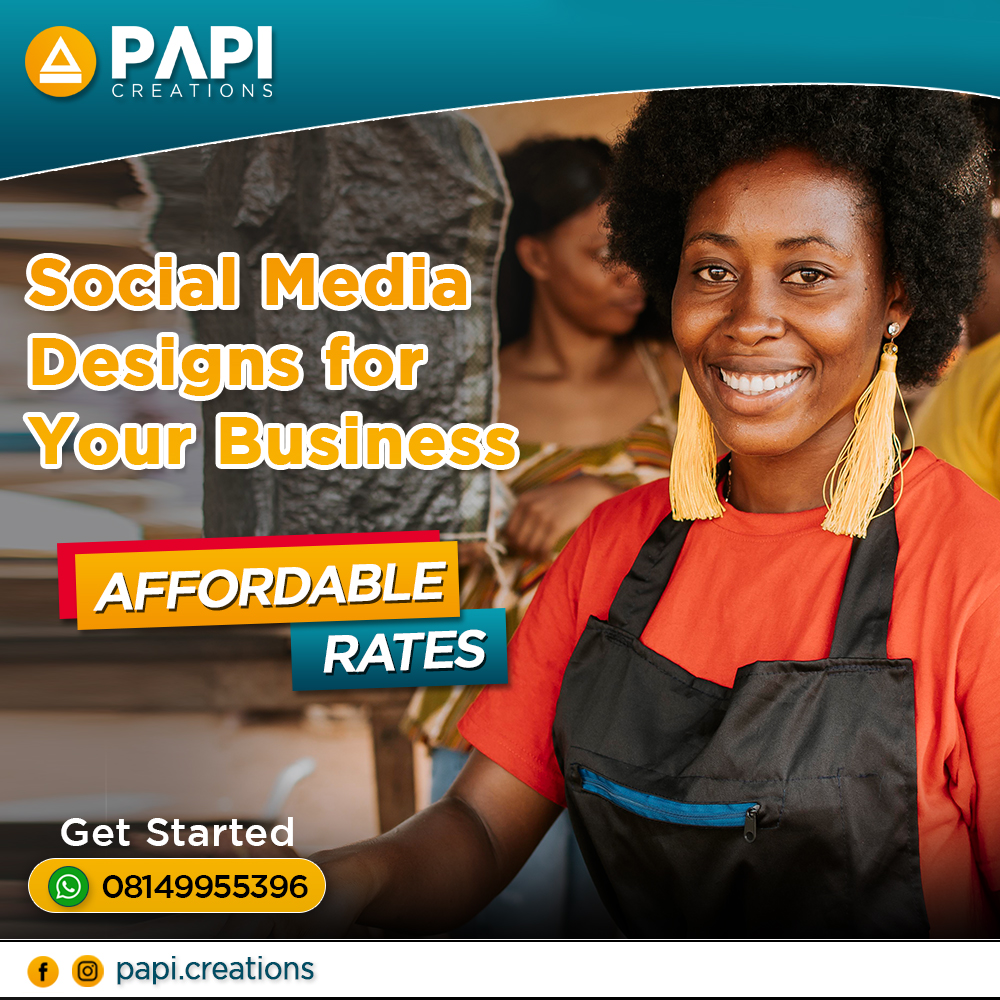 PAPI
CREATIONS
Social Media
Designs for
Your Business
AFFORDABLE
RATES
Get Started
08149955396
papi.creations